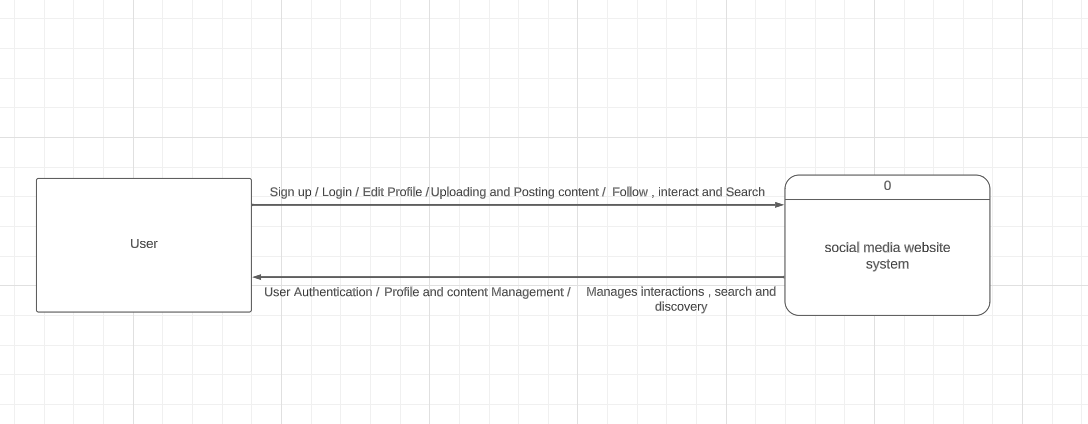 0
Sign up / Login / Edit Profile /Uploading and Posting content / Follow , interact and Search
User
social media website
system
User Authentication / Profile and content Management / Manages interactions , search and
discovery